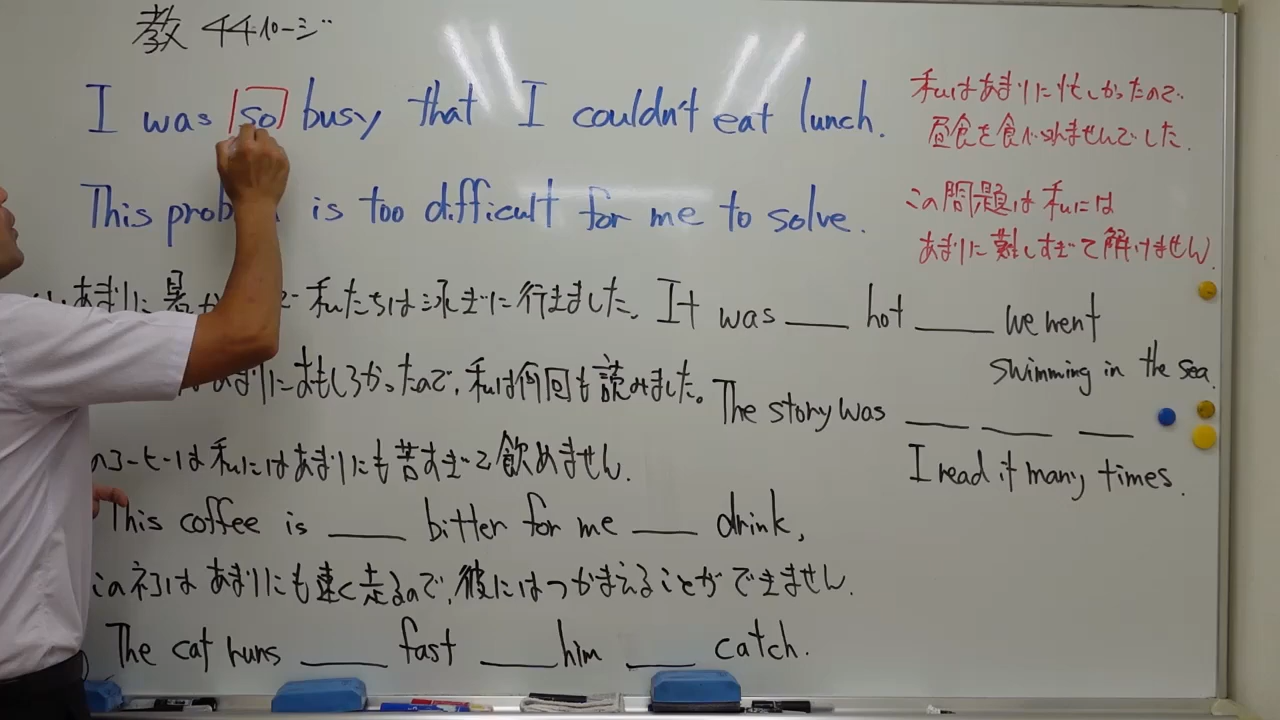 教 44ページ
I was so busy that I couldn't eat lunch.
私はあまりに忙しかったので
昼食を食べられませんでした.
This prob is too difficult for me to solve.
この問題は私には
あまりに難しすぎて解けません.
あまりに暑か 私たちは泳ぎに行きました. It was ___ hot ___ we went
swimming in the sea.
あまりにおもしろかったので, 私は何回も読みました。 The story was ___ ___ ___
I read it many times.
コーヒーは私にはあまりにも苦すぎて飲めません.
This coffee is ___ bitter for me ___ drink.
このネコはあまりにも速く走るので, 彼にはつかまえることができません.
The cat runs ___ fast ___ him ___ catch.